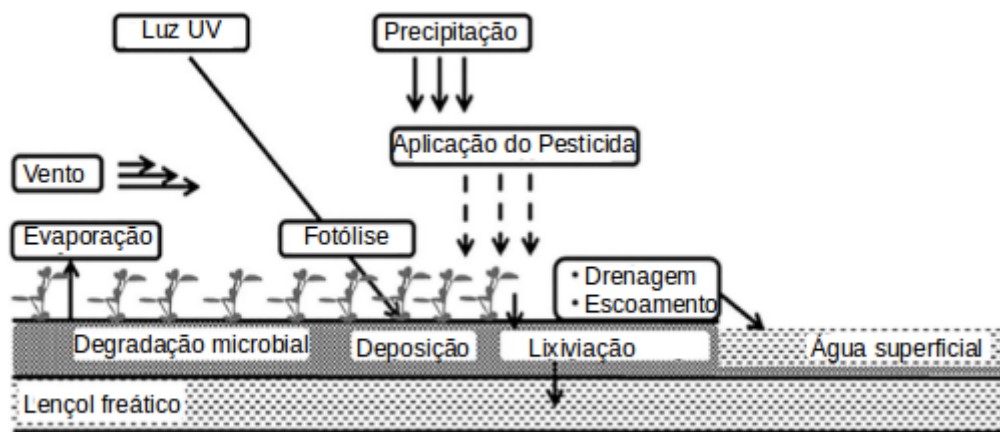 Luz UV
Precipitação
Aplicação do Pesticida
Vento
Evaporação
Fotólise
• Drenagem
• Escoamento
Degradação microbial
Deposição
Lixiviação
Água superficial
Lençol freático